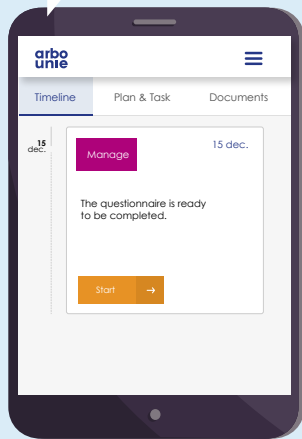 arbo
unie
Timeline
Plan & Task
Documents
15
dec.
Manage
15 dec.
The questionnaire is ready
to be completed.
Start →